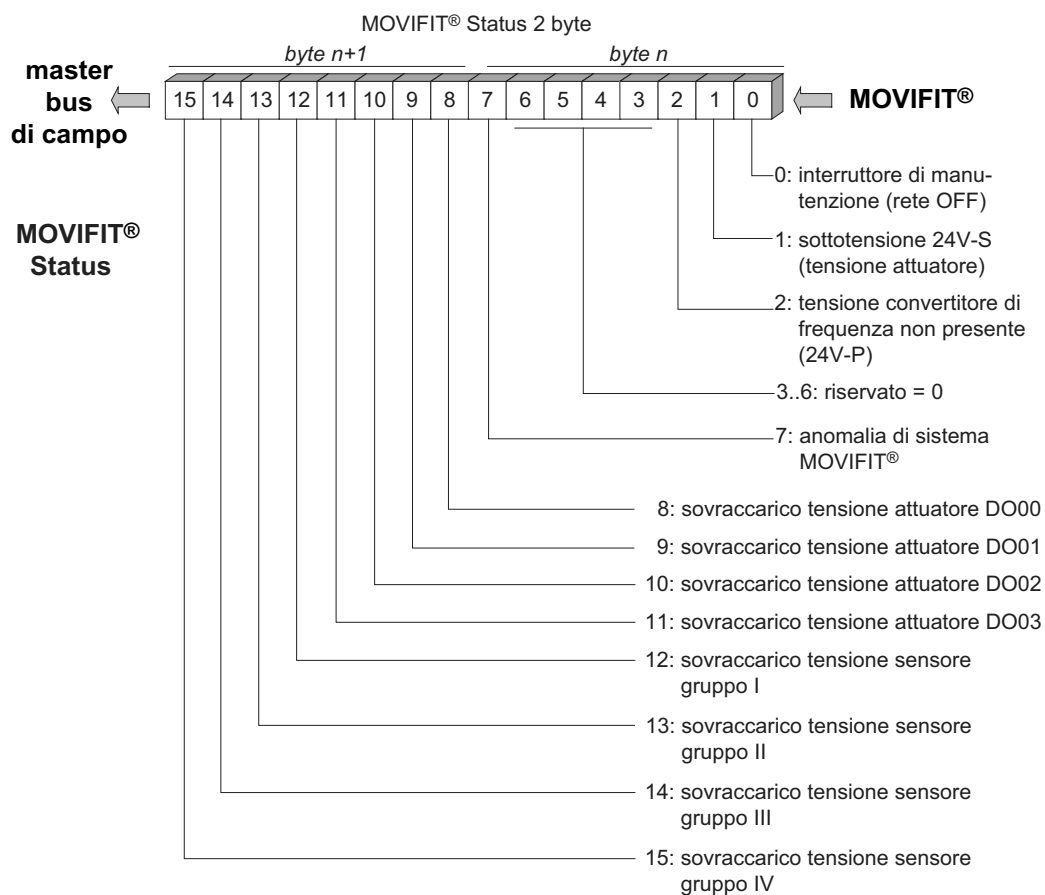 MOVIFIT® Status 2 byte
byte n+1
byte n
master
bus
di campo
15 14 13 12 11 10 9 8 7 6 5 4 3 2 1 0
MOVIFIT®
MOVIFIT®
Status
0: interruttore di manu-
tenzione (rete OFF)
1: sottotensione 24V-S
(tensione attuatore)
2: tensione convertitore di
frequenza non presente
(24V-P)
3..6: riservato = 0
7: anomalia di sistema
MOVIFIT®
8: sovraccarico tensione attuatore DO00
9: sovraccarico tensione attuatore DO01
10: sovraccarico tensione attuatore DO02
11: sovraccarico tensione attuatore DO03
12: sovraccarico tensione sensore
gruppo I
13: sovraccarico tensione sensore
gruppo II
14: sovraccarico tensione sensore
gruppo III
15: sovraccarico tensione sensore
gruppo IV